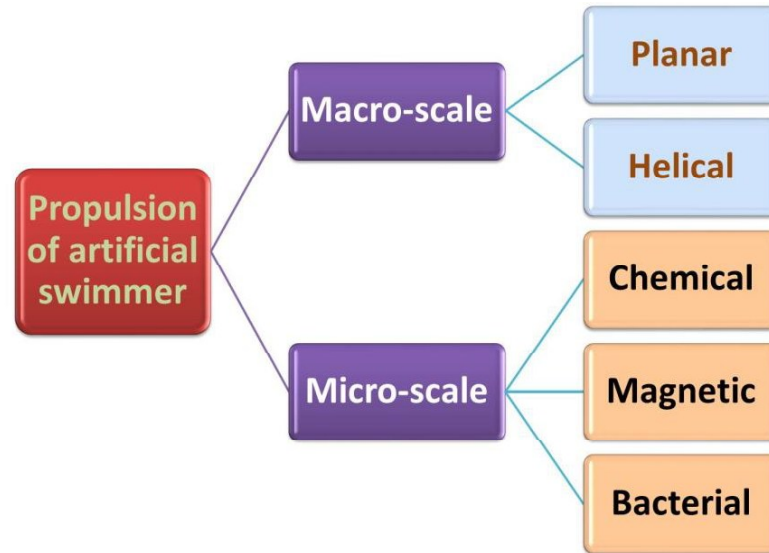 Propulsion
of artificial
swimmer
Macro-scale
Planar
Helical
Micro-scale
Chemical
Magnetic
Bacterial